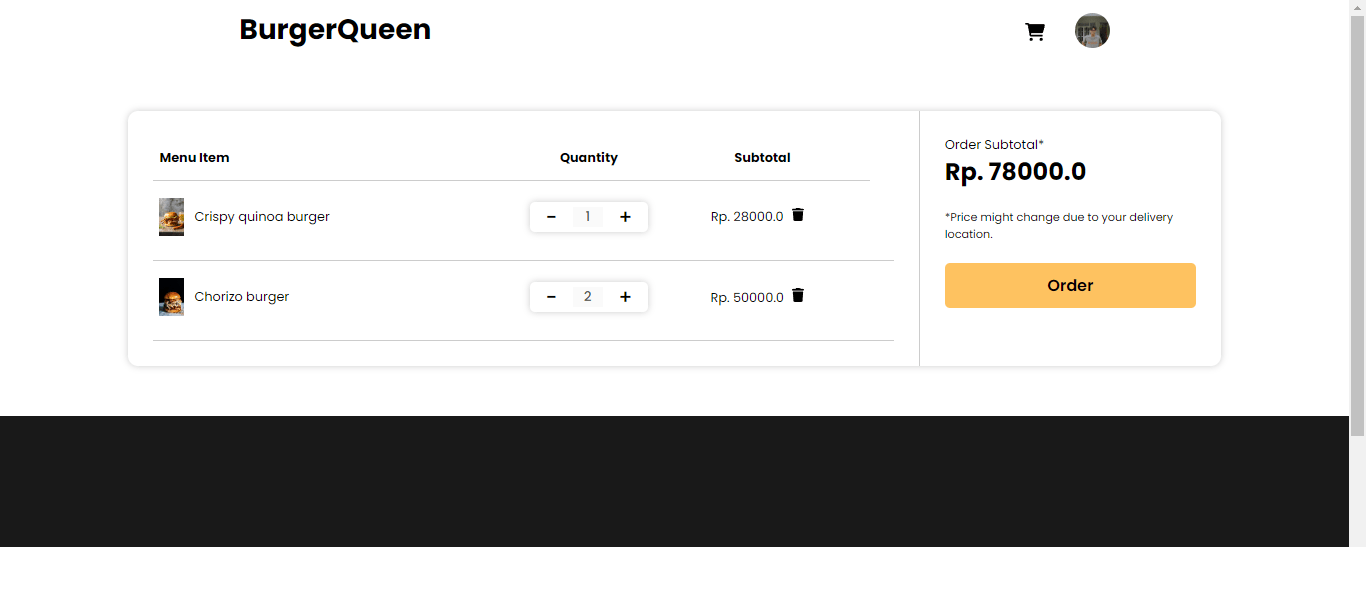 BurgerQueen
Menu Item Quantity Subtotal
Crispy quinoa burger - 1 + Rp. 28000.0
Chorizo burger - 2 + Rp. 50000.0
Order Subtotal*
Rp. 78000.0
*Price might change due to your delivery
location.
Order